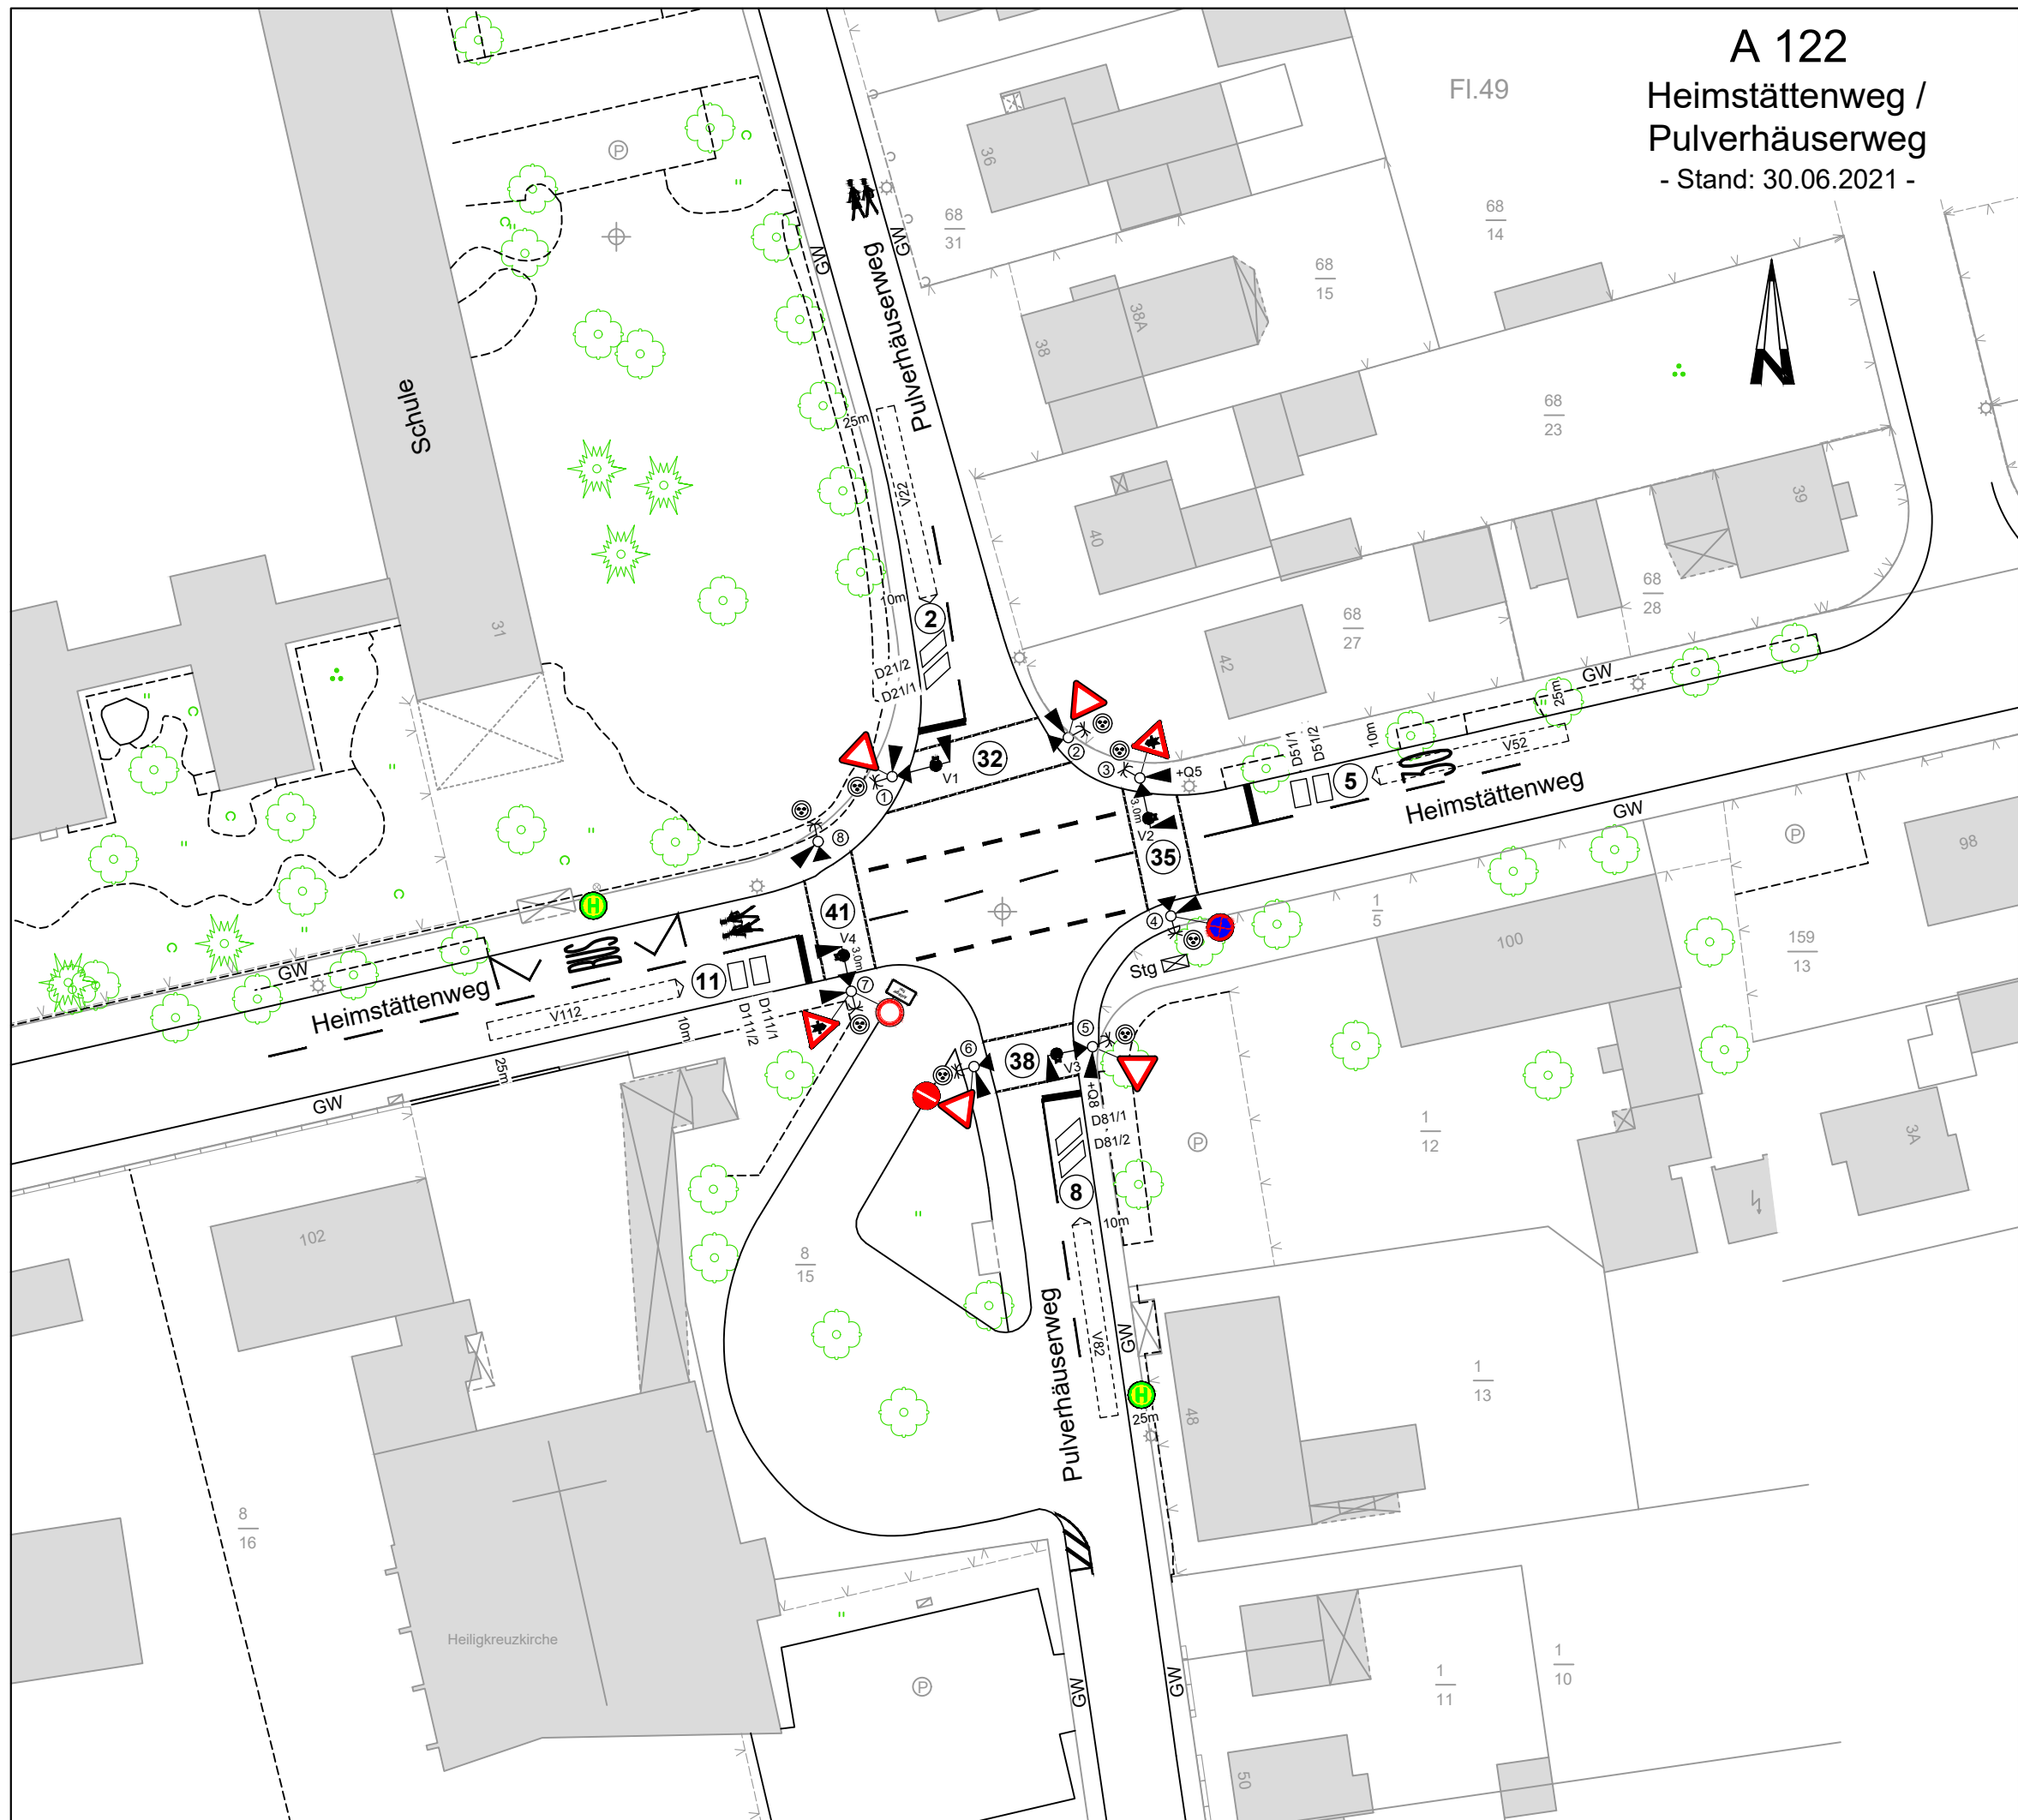 A 122
Heimstättenweg /
Pulverhäuserweg
- Stand: 30.06.2021 -
Fl.49
P
36
68
31
68
14
GW
GW
Pulverhäuserweg
68
15
38
38A
Schule
25m
68
23
V22
40
39
10m
2
31
68
28
68
27
42
D21/2
D21/1
GW
25m
10m
D51/1
D51/2
V52
32
2
3
+Q5
V1
1
5
Heimstättenweg
3.0m
V2
GW
8
35
P
98
41
4
1
5
V4
3.0m
100
159
13
GW
11
7
Stg
Heimstättenweg
V112
10m
D111/2
D111/1
25m
GW
5
6
38
V3
+Q8
D81/1
D81/2
P
1
12
3A
8
10m
102
8
15
Pulverhäuserweg
V82
GW
H
H
25m
48
1
13
8
16
Heiligkreuzkirche
P
GW
GW
1
11
1
10
50
N